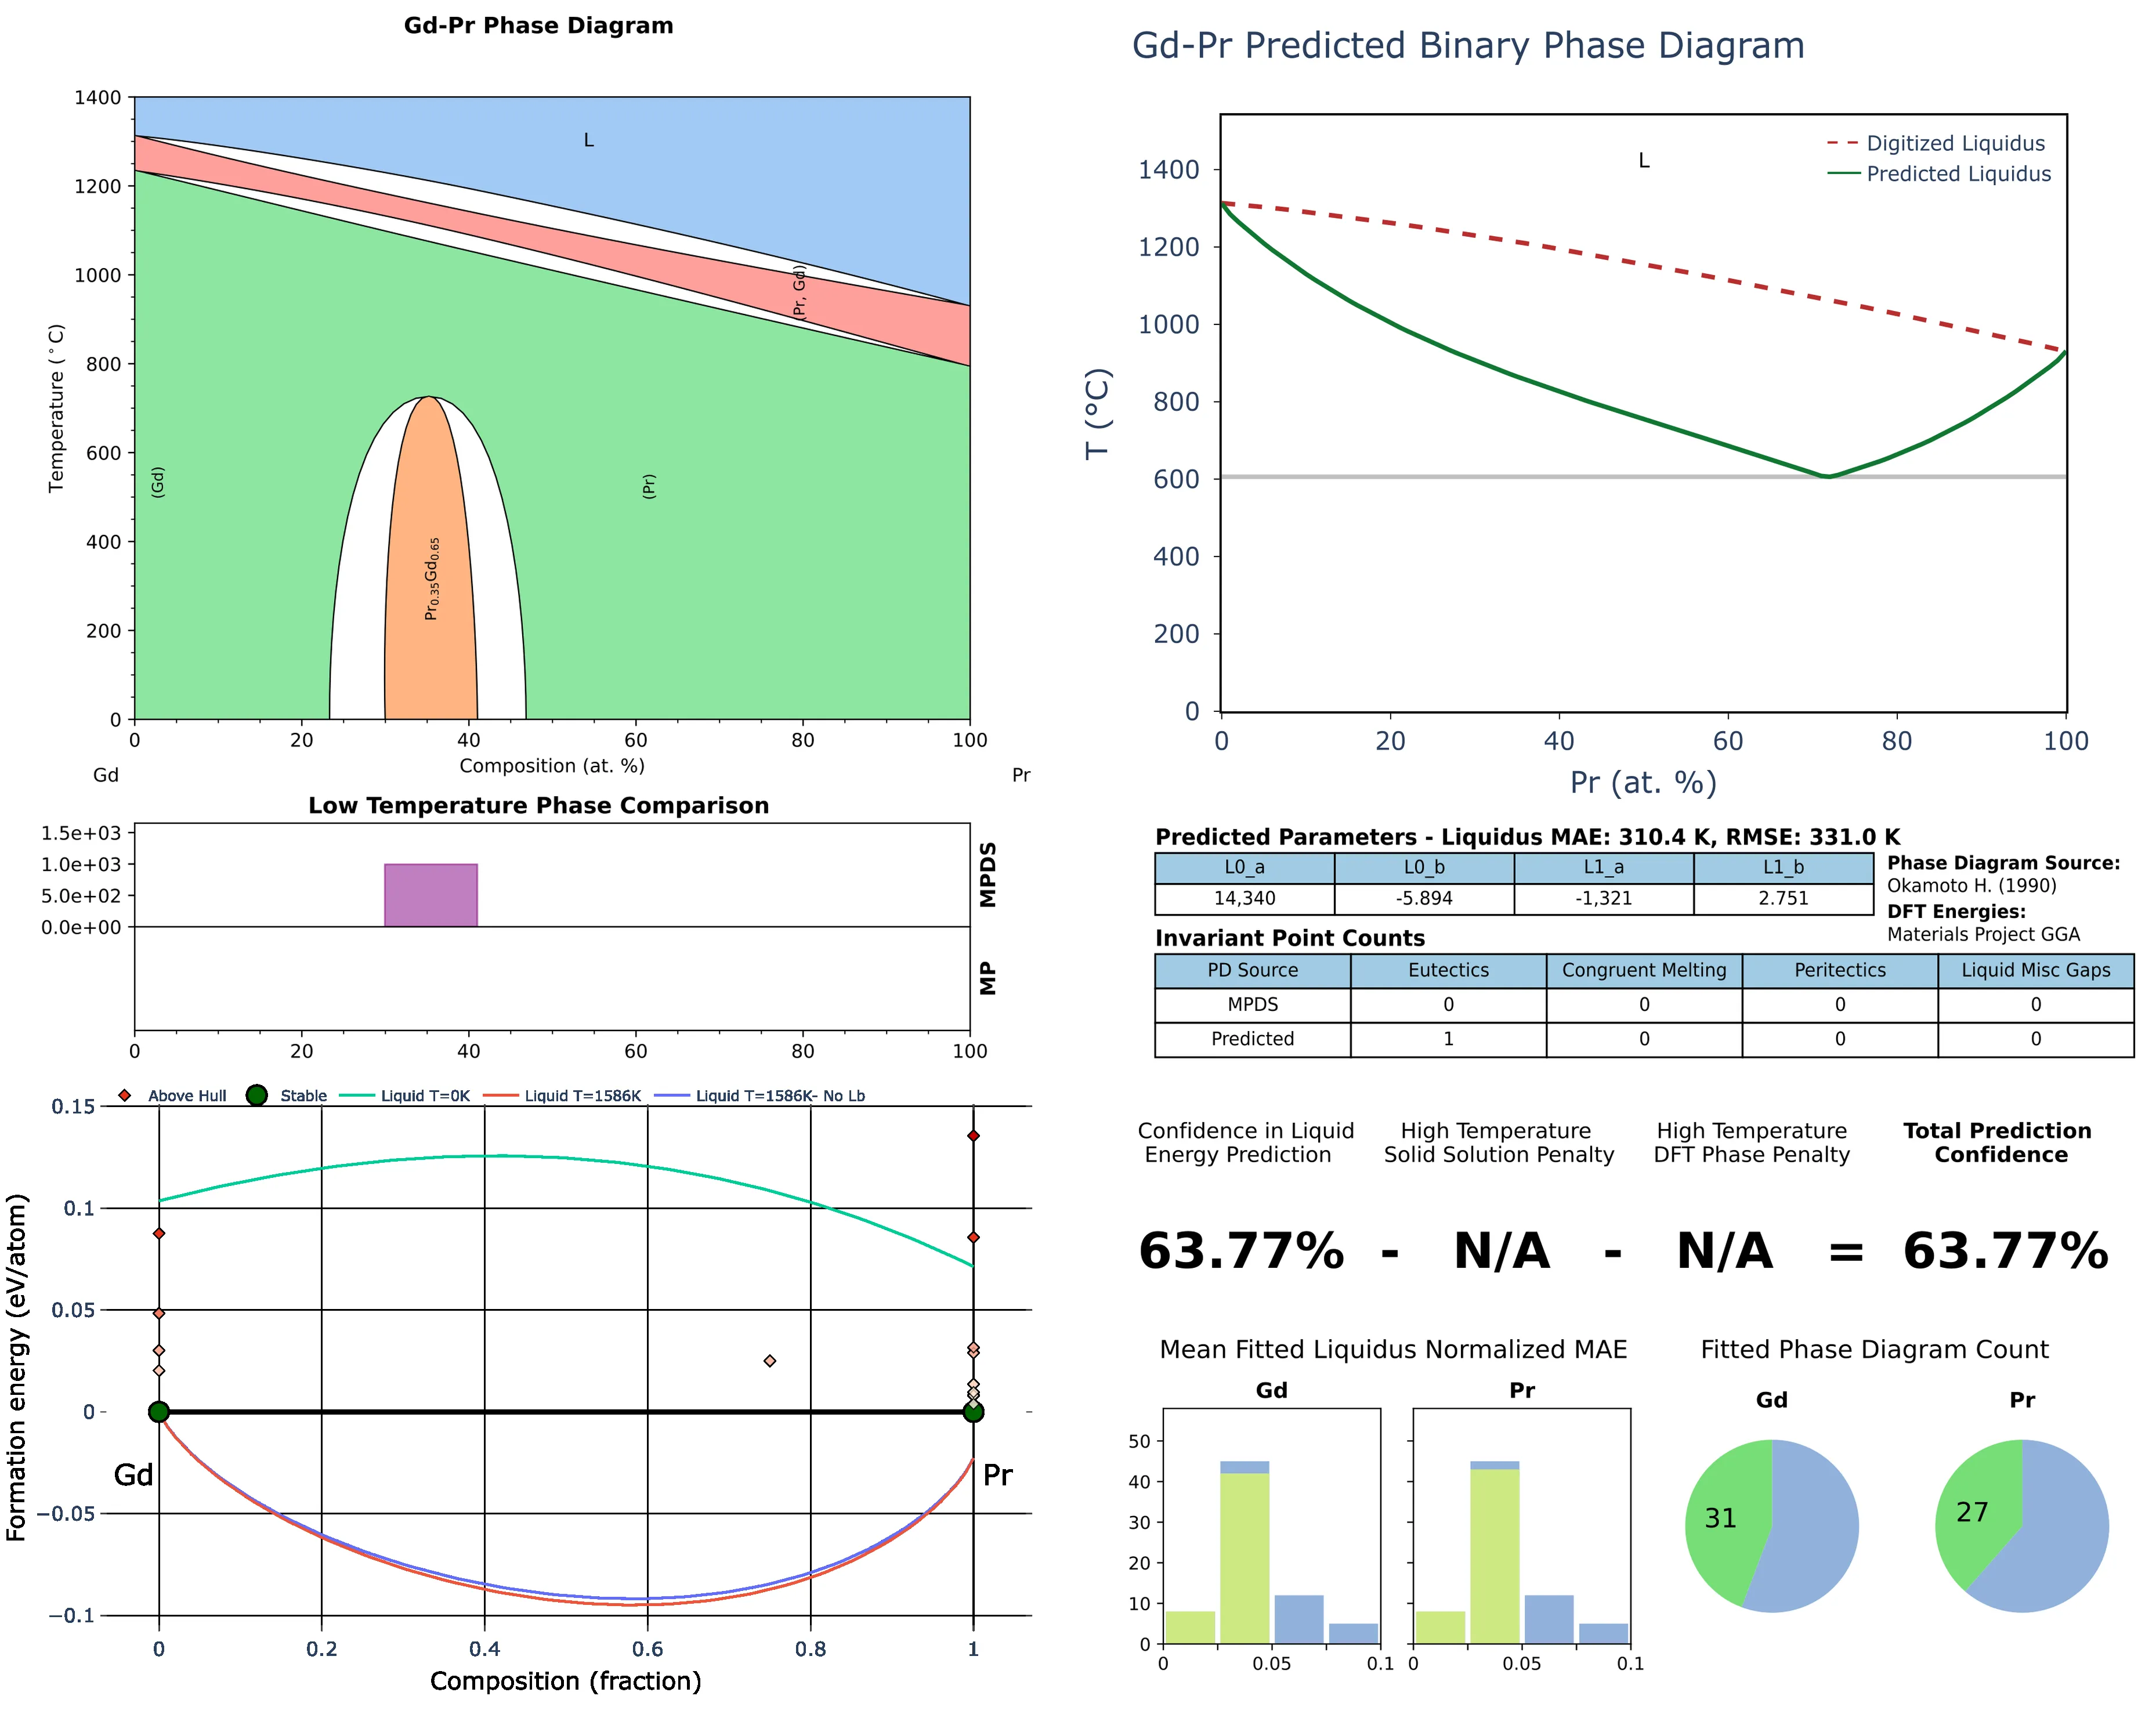 Gd-Pr Phase Diagram
1400
1200
1000
800
600
400
200
0
Temperature (°C)
L
(Pr, Gd)
(Gd)
(Pr)
Pr0.35Gd0.65
0 20 40 60 80 100
Composition (at. %)
Gd Pr
Low Temperature Phase Comparison
1.5e+03
1.0e+03
5.0e+02
0.0e+00
MPDS
MP
0 20 40 60 80 100
Above Hull Stable Liquid T=0K Liquid T=1586K Liquid T=1586K- No Lb
0.15
0.1
0.05
0
−0.05
−0.1
Formation energy (eV/atom)
Gd Pr
0 0.2 0.4 0.6 0.8 1
Composition (fraction)
Gd-Pr Predicted Binary Phase Diagram
L
Digitized Liquidus
Predicted Liquidus
1400
1200
1000
800
600
400
200
0
T (°C)
0 20 40 60 80 100
Pr (at. %)
Predicted Parameters - Liquidus MAE: 310.4 K, RMSE: 331.0 K
L0_a L0_b L1_a L1_b
14,340 -5.894 -1,321 2.751
Phase Diagram Source:
Okamoto H. (1990)
DFT Energies:
Materials Project GGA
Invariant Point Counts
PD Source Eutectics Congruent Melting Peritectics Liquid Misc Gaps
MPDS 0 0 0 0
Predicted 1 0 0 0
Confidence in Liquid High Temperature High Temperature Total Prediction
Energy Prediction Solid Solution Penalty DFT Phase Penalty Confidence
63.77% - N/A - N/A = 63.77%
Mean Fitted Liquidus Normalized MAE
Gd Pr
50
40
30
20
10
0
0 0.05 0.1 0 0.05 0.1
Fitted Phase Diagram Count
Gd Pr
31 27